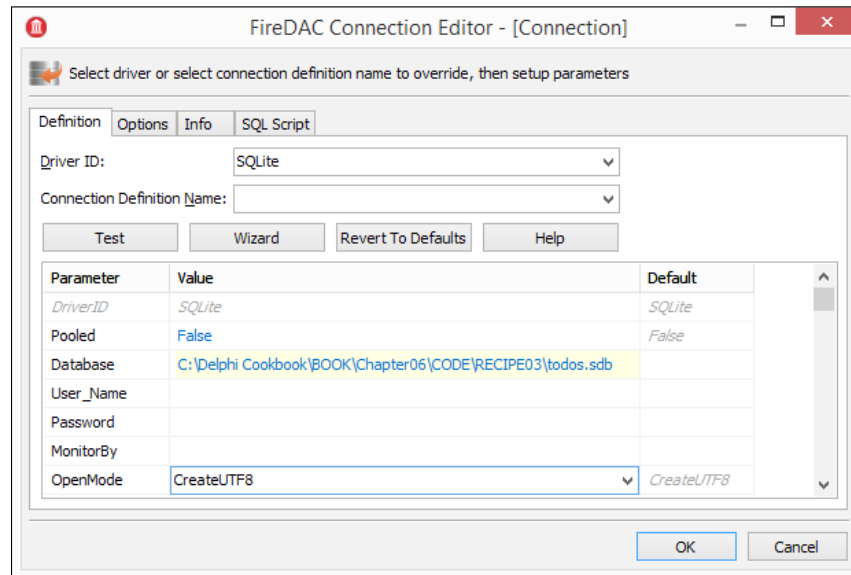 FireDAC Connection Editor - [Connection]
Select driver or select connection definition name to override, then setup parameters
Definition Options Info SQL Script
Driver ID: SQLite
Connection Definition Name:
Test Wizard Revert To Defaults Help
Parameter Value Default
DriverID SQLite SQLite
Pooled False False
Database C:\Delphi Cookbook\BOOK\Chapter06\CODE\RECIPE03\todos.sdb
User_Name
Password
MonitorBy
OpenMode CreateUTF8 CreateUTF8
OK Cancel